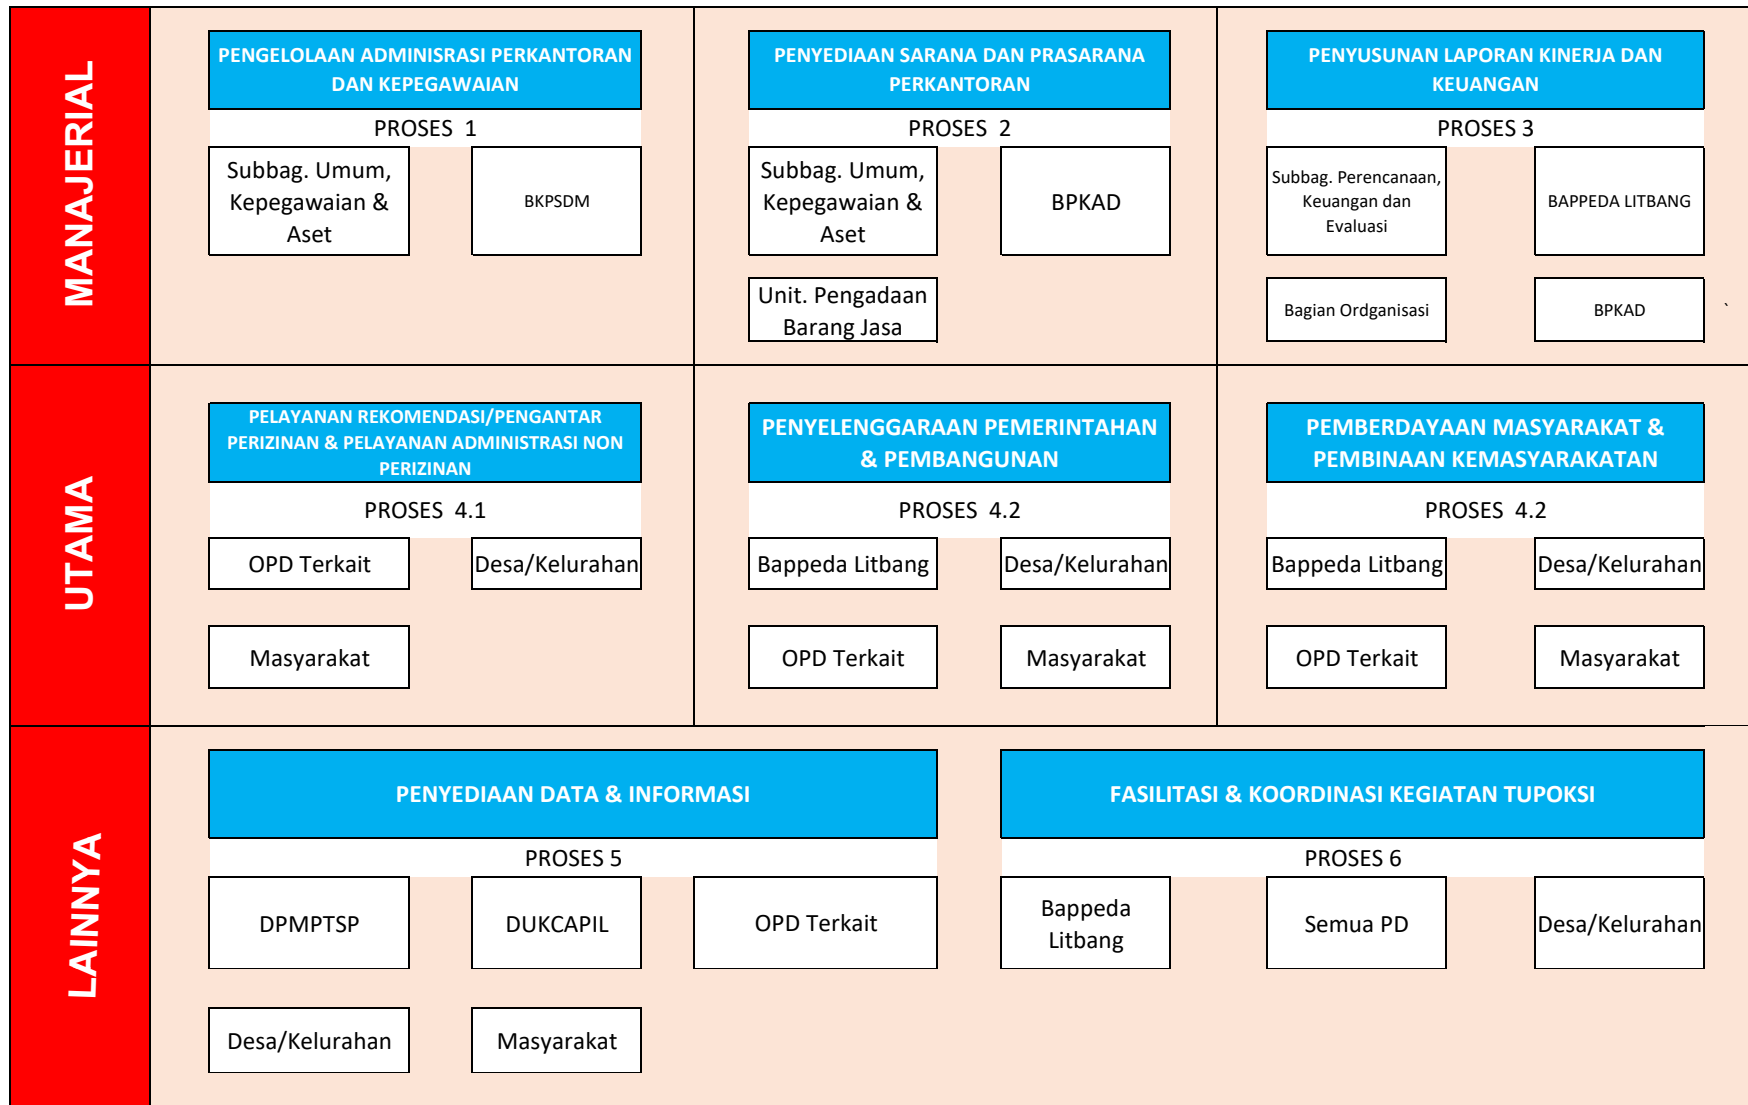 MANAJERIAL
PENGELOLAAN ADMINISRASI PERKANTORAN
DAN KEPEGAWAIAN
PROSES 1
Subbag. Umum,
Kepegawaian &
Aset
BKPSDM
PENYEDIAAN SARANA DAN PRASARANA
PERKANTORAN
PROSES 2
Subbag. Umum,
Kepegawaian &
Aset
BPKAD
Unit. Pengadaan
Barang Jasa
PENYUSUNAN LAPORAN KINERJA DAN
KEUANGAN
PROSES 3
Subbag. Perencanaan,
Keuangan dan
Evaluasi
BAPPEDA LITBANG
Bagian Ordganisasi
BPKAD
`
UTAMA
PELAYANAN REKOMENDASI/PENGANTAR
PERIZINAN & PELAYANAN ADMINISTRASI NON
PERIZINAN
PROSES 4.1
OPD Terkait
Desa/Kelurahan
Masyarakat
PENYELENGGARAAN PEMERINTAHAN
& PEMBANGUNAN
PROSES 4.2
Bappeda Litbang
Desa/Kelurahan
OPD Terkait
Masyarakat
PEMBERDAYAAN MASYARAKAT &
PEMBINAAN KEMASYARAKATAN
PROSES 4.2
Bappeda Litbang
Desa/Kelurahan
OPD Terkait
Masyarakat
LAINNYA
PENYEDIAAN DATA & INFORMASI
PROSES 5
DPMPTSP
DUKCAPIL
OPD Terkait
Desa/Kelurahan
Masyarakat
FASILITASI & KOORDINASI KEGIATAN TUPOKSI
PROSES 6
Bappeda
Litbang
Semua PD
Desa/Kelurahan